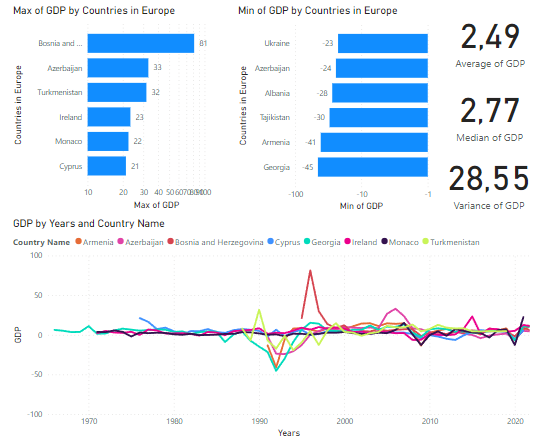 Max of GDP by Countries in Europe
Countries in Europe
Bosnia and ... 81
Azerbaijan 33
Turkmenistan 32
Ireland 23
Monaco 22
Cyprus 21
10 20 30 40 50 60 70 80 90 100
Max of GDP
Min of GDP by Countries in Europe
Countries in Europe
Ukraine -23
Azerbaijan -24
Albania -28
Tajikistan -30
Armenia -41
Georgia -45
-100 -10 -1
Min of GDP
2,49
Average of GDP
2,77
Median of GDP
28,55
Variance of GDP
GDP by Years and Country Name
Country Name Armenia Azerbaijan Bosnia and Herzegovina Cyprus Georgia Ireland Monaco Turkmenistan
GDP
100
50
0
-50
-100
1970 1980 1990 2000 2010 2020
Years